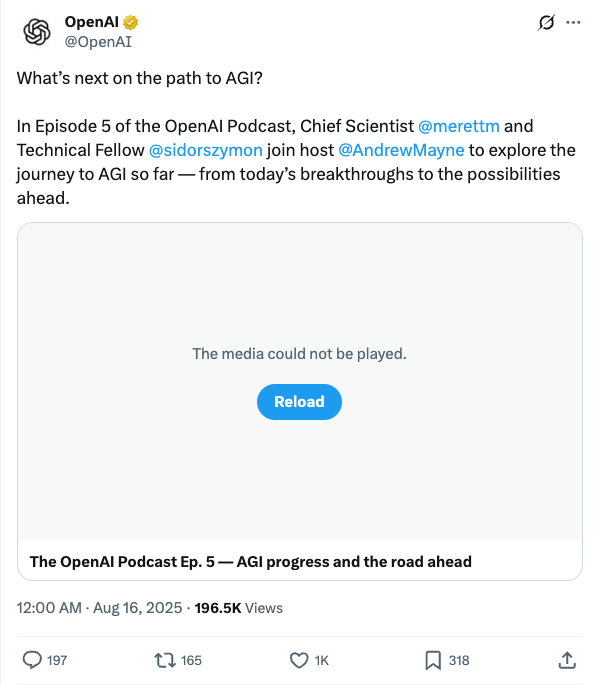 OpenAI
@OpenAI
What’s next on the path to AGI?
In Episode 5 of the OpenAI Podcast, Chief Scientist @merettm and
Technical Fellow @sidorszymon join host @AndrewMayne to explore the
journey to AGI so far — from today’s breakthroughs to the possibilities
ahead.
The media could not be played.
Reload
The OpenAI Podcast Ep. 5 — AGI progress and the road ahead
12:00 AM · Aug 16, 2025 · 196.5K Views
197 165 1K 318